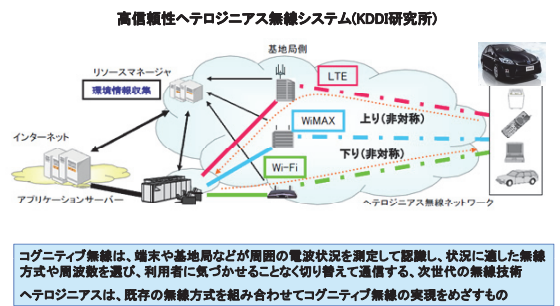 高信頼性ヘテロジニアス無線システム(KDDI研究所)
基地局側
リソースマネージャ
環境情報収集
LTE
インターネット
WiMAX
上り(非対称)
下り(非対称)
Wi-Fi
アプリケーションサーバー
ヘテロジニアス無線ネットワーク
コグニティブ無線は、端末や基地局などが周囲の電波状況を測定して認識し、状況に適した無線
方式や周波数を選び、利用者に気づかせることなく切り替えて通信する、次世代の無線技術
ヘテロジニアスは、既存の無線方式を組み合わせてコグニティブ無線の実現をめざすもの